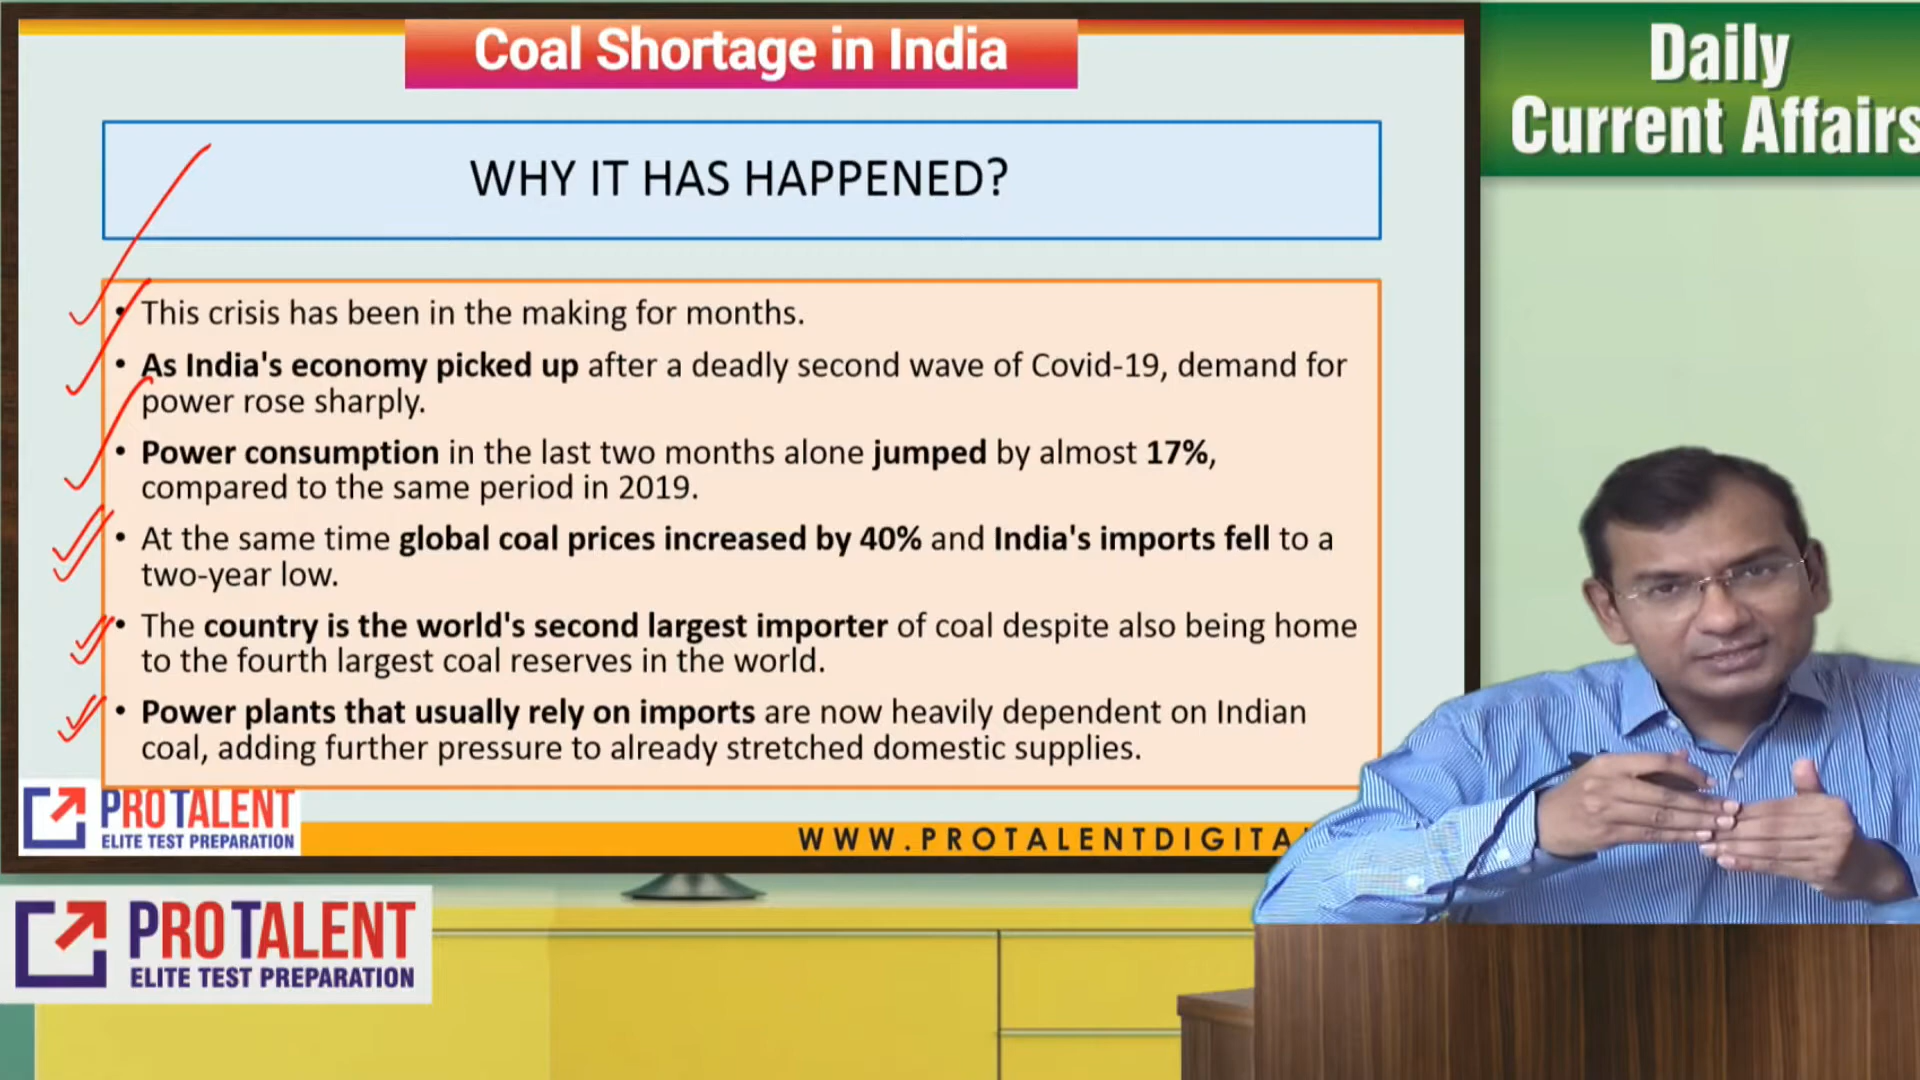 Coal Shortage in India
Daily
Current Affairs
WHY IT HAS HAPPENED?
• This crisis has been in the making for months.
• As India's economy picked up after a deadly second wave of Covid-19, demand for
power rose sharply.
• Power consumption in the last two months alone jumped by almost 17%,
compared to the same period in 2019.
• At the same time global coal prices increased by 40% and India's imports fell to a
two-year low.
• The country is the world's second largest importer of coal despite also being home
to the fourth largest coal reserves in the world.
• Power plants that usually rely on imports are now heavily dependent on Indian
coal, adding further pressure to already stretched domestic supplies.
PROTALENT
ELITE TEST PREPARATION
WWW.PROTALENTDIGITA
PROTALENT
ELITE TEST PREPARATION